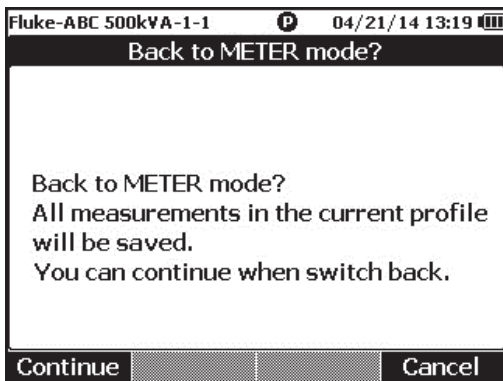 Fluke-ABC 500kVA-1-1 P 04/21/14 13:19
Back to METER mode?
Back to METER mode?
All measurements in the current profile
will be saved.
You can continue when switch back.
Continue Cancel